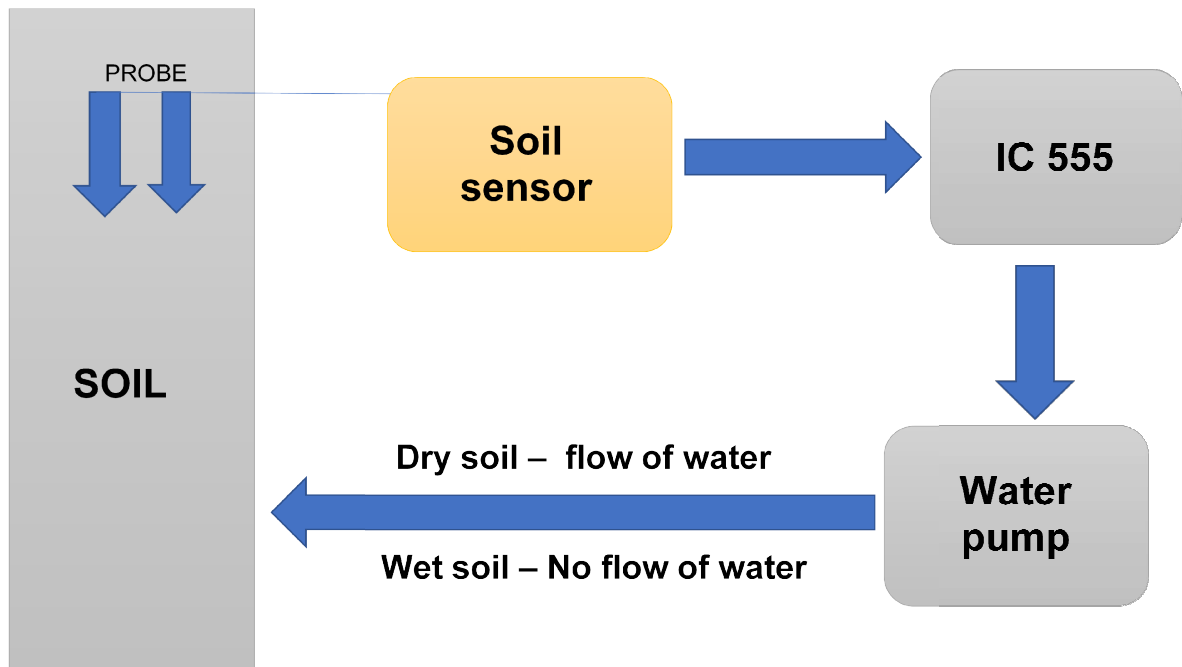 PROBE
Soil
sensor
IC 555
SOIL
Dry soil –  flow of water
Water
pump
Wet soil – No flow of water